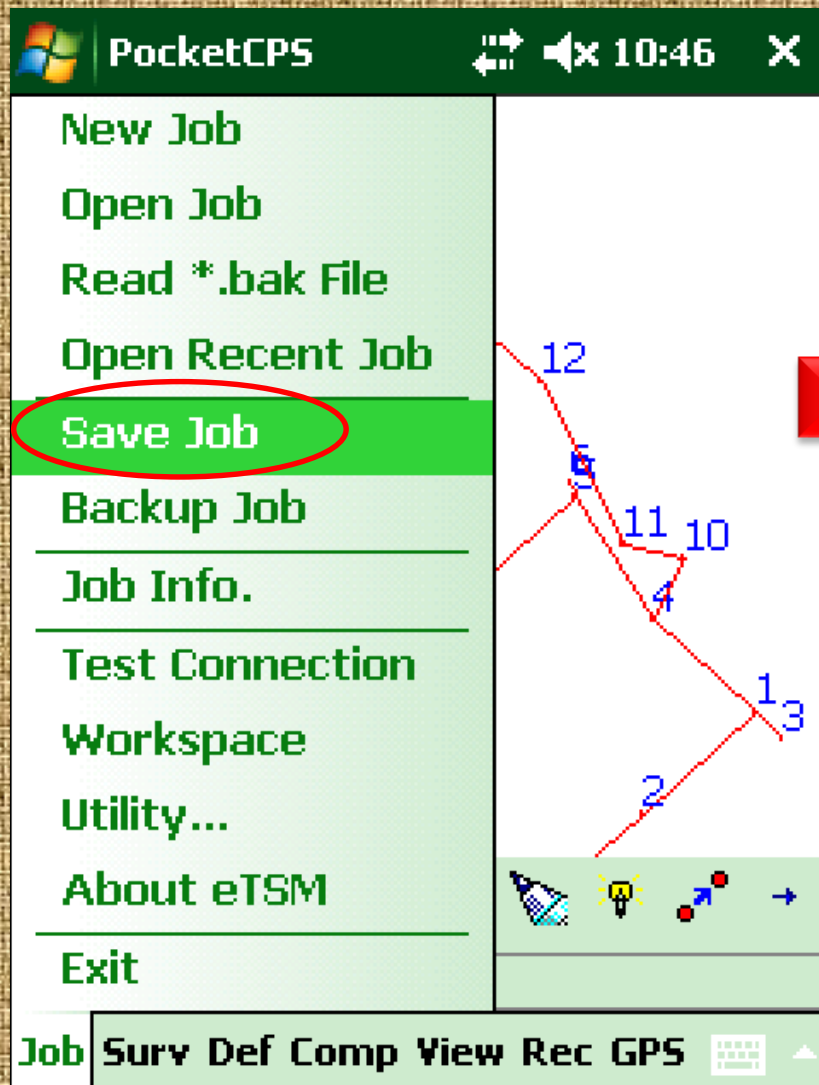 PocketCPS 10:46 X
New Job
Open Job
Read *.bak File
Open Recent Job
Save Job
Backup Job
Job Info.
Test Connection
Workspace
Utility...
About eTSM
Exit
12
5
11 10
4
1
3
2
Job Surv Def Comp View Rec GPS